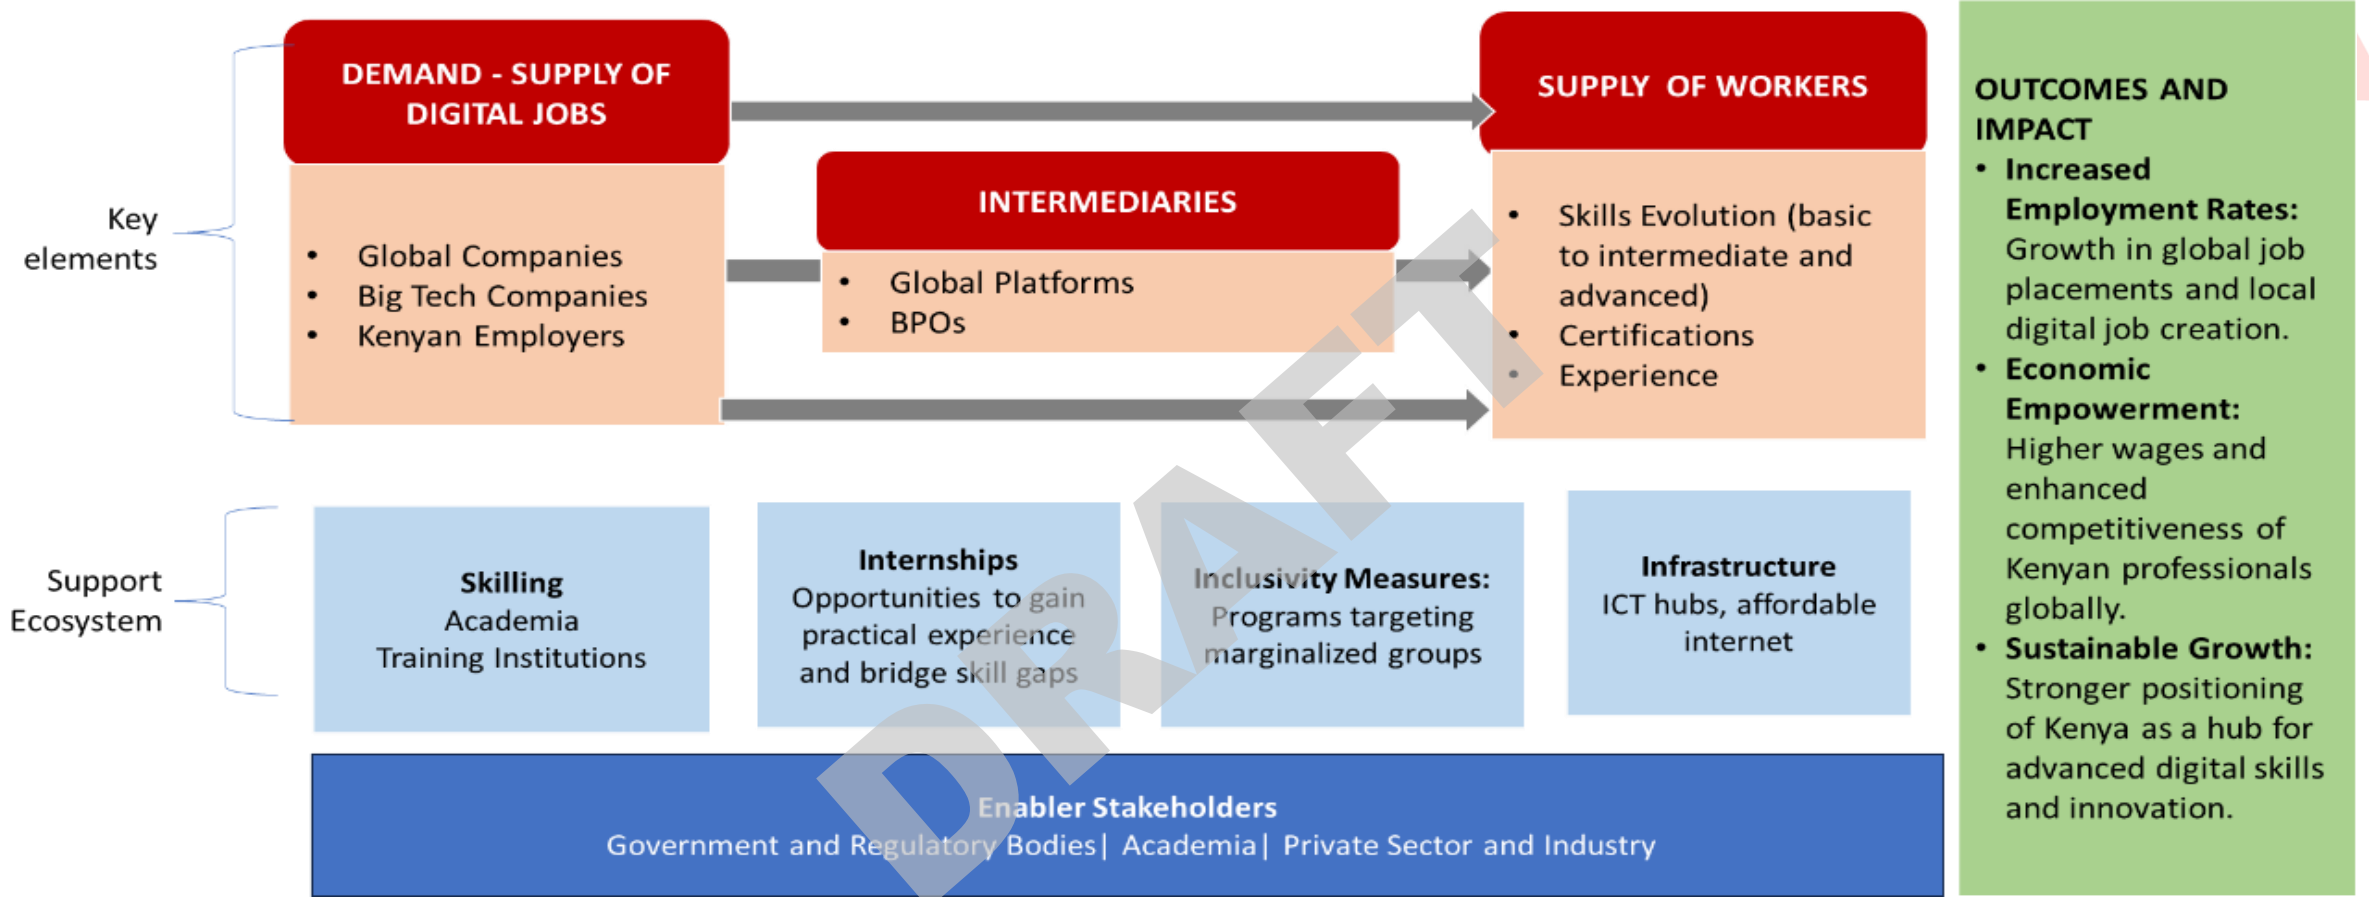 Key
elements
DEMAND - SUPPLY OF
DIGITAL JOBS
• Global Companies
• Big Tech Companies
• Kenyan Employers
INTERMEDIARIES
• Global Platforms
• BPOs
SUPPLY OF WORKERS
• Skills Evolution (basic
to intermediate and
advanced)
• Certifications
• Experience
Support
Ecosystem
Skilling
Academia
Training Institutions
Internships
Opportunities to gain
practical experience
and bridge skill gaps
Inclusivity Measures:
Programs targeting
marginalized groups
Infrastructure
ICT hubs, affordable
internet
Enabler Stakeholders
Government and Regulatory Bodies| Academia| Private Sector and Industry
OUTCOMES AND
IMPACT
• Increased
Employment Rates:
Growth in global job
placements and local
digital job creation.
• Economic
Empowerment:
Higher wages and
enhanced
competitiveness of
Kenyan professionals
globally.
• Sustainable Growth:
Stronger positioning
of Kenya as a hub for
advanced digital skills
and innovation.
DRAFT